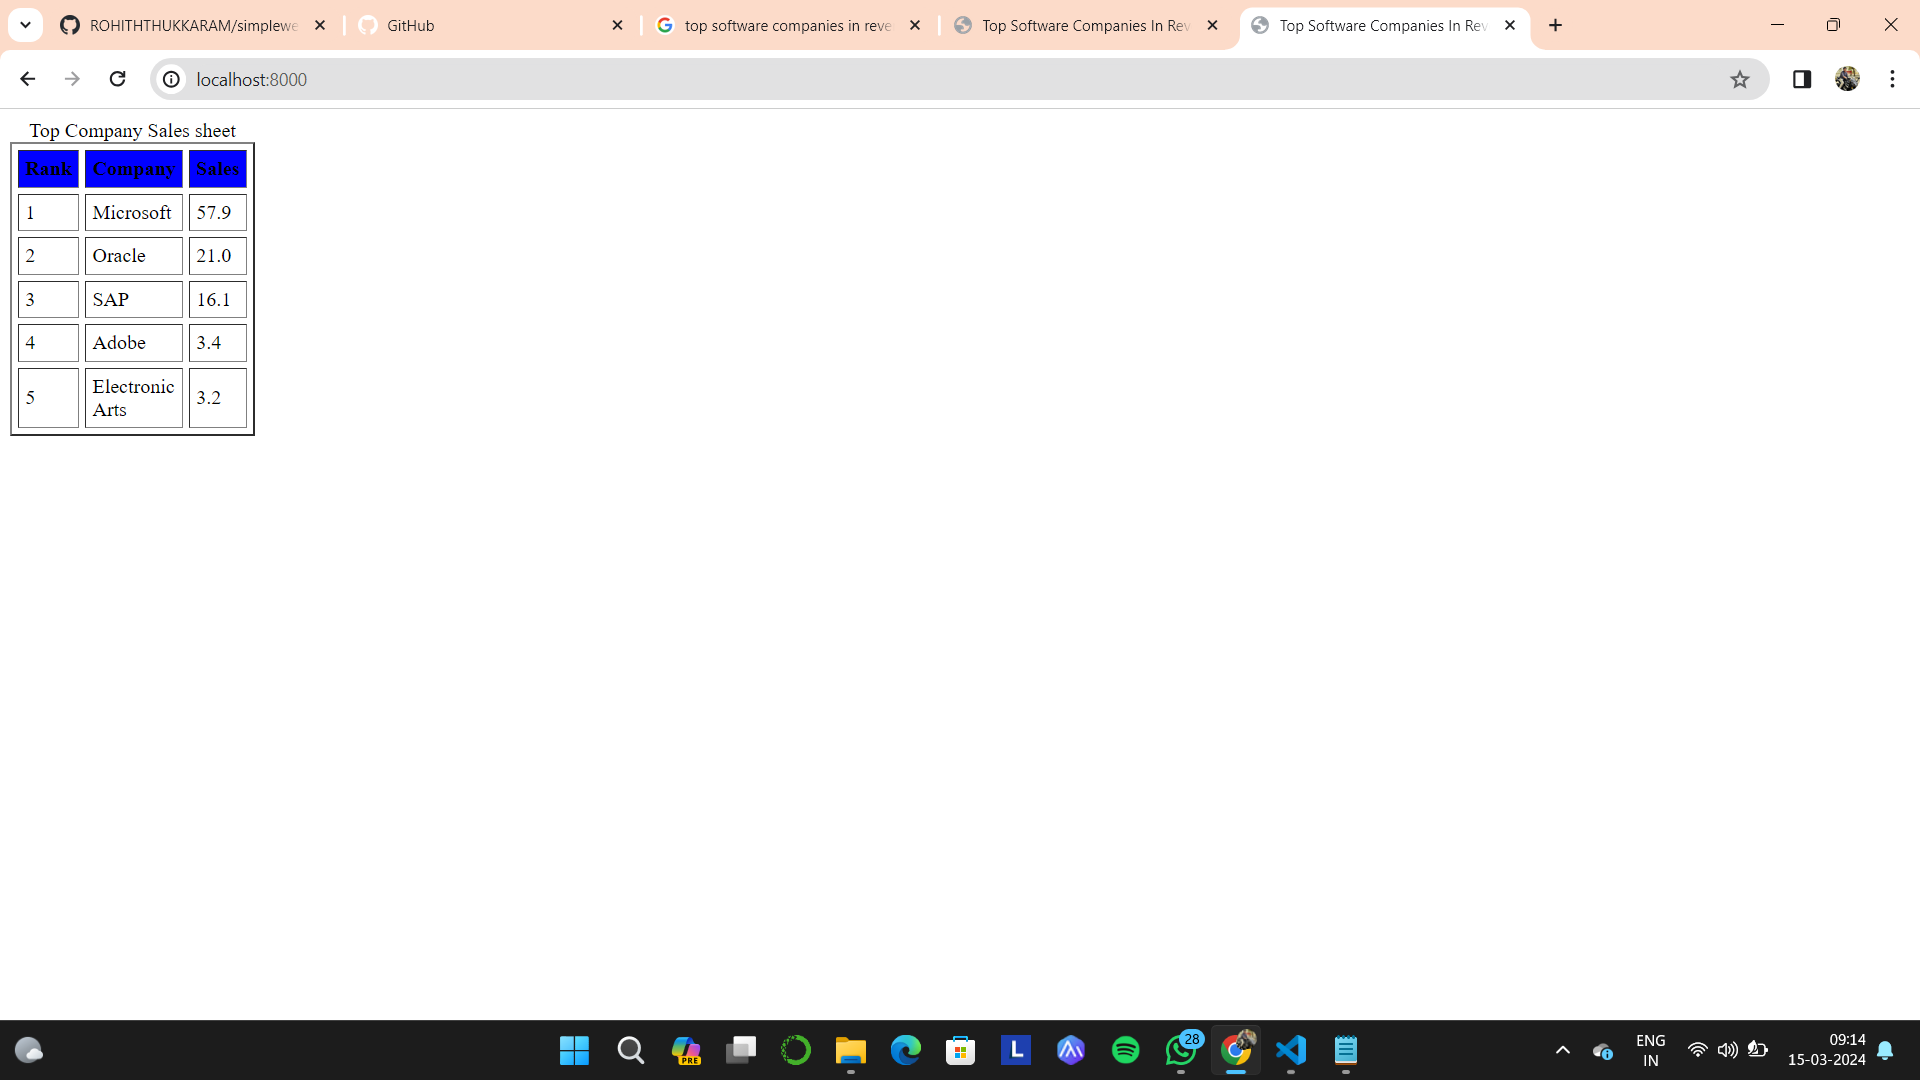 ROHITHTHUKKARAM/simplewe
GitHub
top software companies in reve
Top Software Companies In Rev
Top Software Companies In Rev
localhost:8000
Top Company Sales sheet
Rank Company Sales
1 Microsoft 57.9
2 Oracle 21.0
3 SAP 16.1
4 Adobe 3.4
5 Electronic Arts 3.2
PRE
L
28
ENG
IN
09:14
15-03-2024